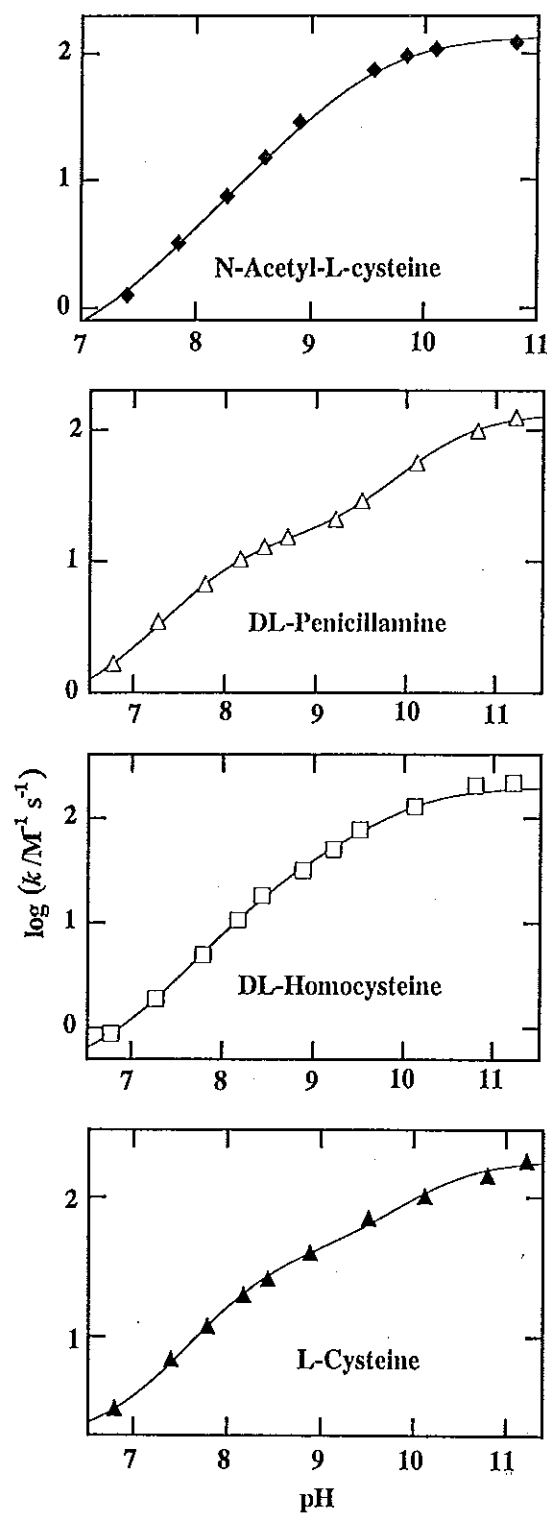 2
1
0
N-Acetyl-L-cysteine
7 8 9 10 11
2
1
0
DL-Penicillamine
7 8 9 10 11
log (k /M⁻¹ s⁻¹)
2
1
0
DL-Homocysteine
7 8 9 10 11
2
1
L-Cysteine
7 8 9 10 11
pH